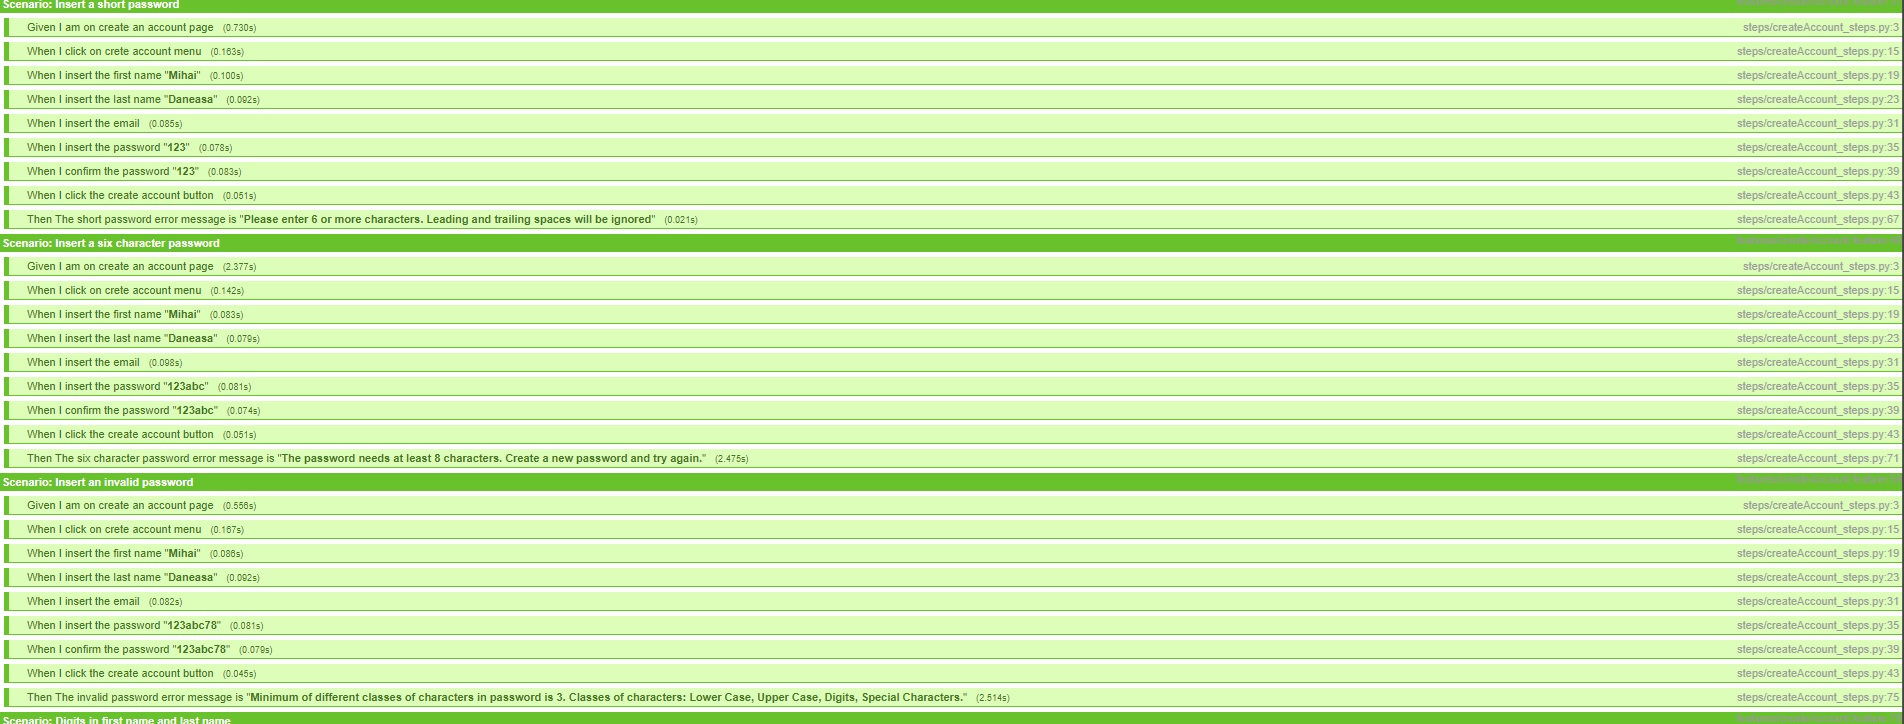 Scenario: Insert a short password
Given I am on create an account page (0.730s) steps/createAccount_steps.py:3
When I click on crete account menu (0.163s) steps/createAccount_steps.py:15
When I insert the first name "Mihai" (0.100s) steps/createAccount_steps.py:19
When I insert the last name "Daneasa" (0.092s) steps/createAccount_steps.py:23
When I insert the email (0.085s) steps/createAccount_steps.py:31
When I insert the password "123" (0.078s) steps/createAccount_steps.py:35
When I confirm the password "123" (0.083s) steps/createAccount_steps.py:39
When I click the create account button (0.051s) steps/createAccount_steps.py:43
Then The short password error message is "Please enter 6 or more characters. Leading and trailing spaces will be ignored" (0.021s) steps/createAccount_steps.py:67
Scenario: Insert a six character password
Given I am on create an account page (2.377s) steps/createAccount_steps.py:3
When I click on crete account menu (0.142s) steps/createAccount_steps.py:15
When I insert the first name "Mihai" (0.083s) steps/createAccount_steps.py:19
When I insert the last name "Daneasa" (0.079s) steps/createAccount_steps.py:23
When I insert the email (0.098s) steps/createAccount_steps.py:31
When I insert the password "123abc" (0.081s) steps/createAccount_steps.py:35
When I confirm the password "123abc" (0.074s) steps/createAccount_steps.py:39
When I click the create account button (0.051s) steps/createAccount_steps.py:43
Then The six character password error message is "The password needs at least 8 characters. Create a new password and try again." (2.475s) steps/createAccount_steps.py:71
Scenario: Insert an invalid password
Given I am on create an account page (0.556s) steps/createAccount_steps.py:3
When I click on crete account menu (0.167s) steps/createAccount_steps.py:15
When I insert the first name "Mihai" (0.086s) steps/createAccount_steps.py:19
When I insert the last name "Daneasa" (0.092s) steps/createAccount_steps.py:23
When I insert the email (0.082s) steps/createAccount_steps.py:31
When I insert the password "123abc78" (0.081s) steps/createAccount_steps.py:35
When I confirm the password "123abc78" (0.079s) steps/createAccount_steps.py:39
When I click the create account button (0.045s) steps/createAccount_steps.py:43
Then The invalid password error message is "Minimum of different classes of characters in password is 3. Classes of characters: Lower Case, Upper Case, Digits, Special Characters." (2.514s) steps/createAccount_steps.py:75
Scenario: Digits in first name and last name